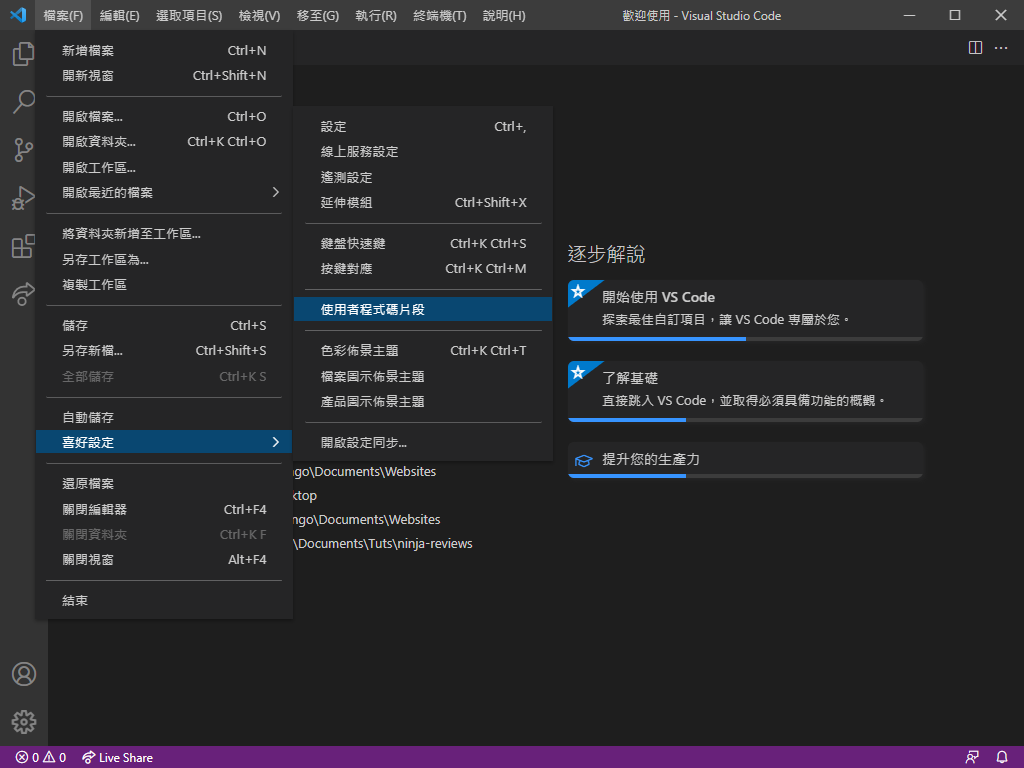 檔案(F) 編輯(E) 選取項目(S) 檢視(V) 移至(G) 執行(R) 終端機(T) 說明(H) 歡迎使用 - Visual Studio Code
新增檔案 Ctrl+N
開新視窗 Ctrl+Shift+N
開啟檔案... Ctrl+O
開啟資料夾... Ctrl+K Ctrl+O
開啟工作區...
開啟最近的檔案
將資料夾新增至工作區...
另存工作區為...
複製工作區
儲存 Ctrl+S
另存新檔... Ctrl+Shift+S
全部儲存 Ctrl+K S
自動儲存
喜好設定
還原檔案
關閉編輯器 Ctrl+F4
關閉資料夾 Ctrl+K F
關閉視窗 Alt+F4
結束
設定 Ctrl+,
線上服務設定
遙測設定
延伸模組 Ctrl+Shift+X
鍵盤快速鍵 Ctrl+K Ctrl+S
按鍵對應 Ctrl+K Ctrl+M
使用者程式碼片段
色彩佈景主題 Ctrl+K Ctrl+T
檔案圖示佈景主題
產品圖示佈景主題
開啟設定同步...
ngo\Documents\Websites
ktop
ngo\Documents\Websites
\Documents\Tuts\ninja-reviews
逐步解說
開始使用 VS Code
探索最佳自訂項目，讓 VS Code 專屬於您。
了解基礎
直接跳入 VS Code，並取得必須具備功能的概觀。
提升您的生產力
0 0 Live Share